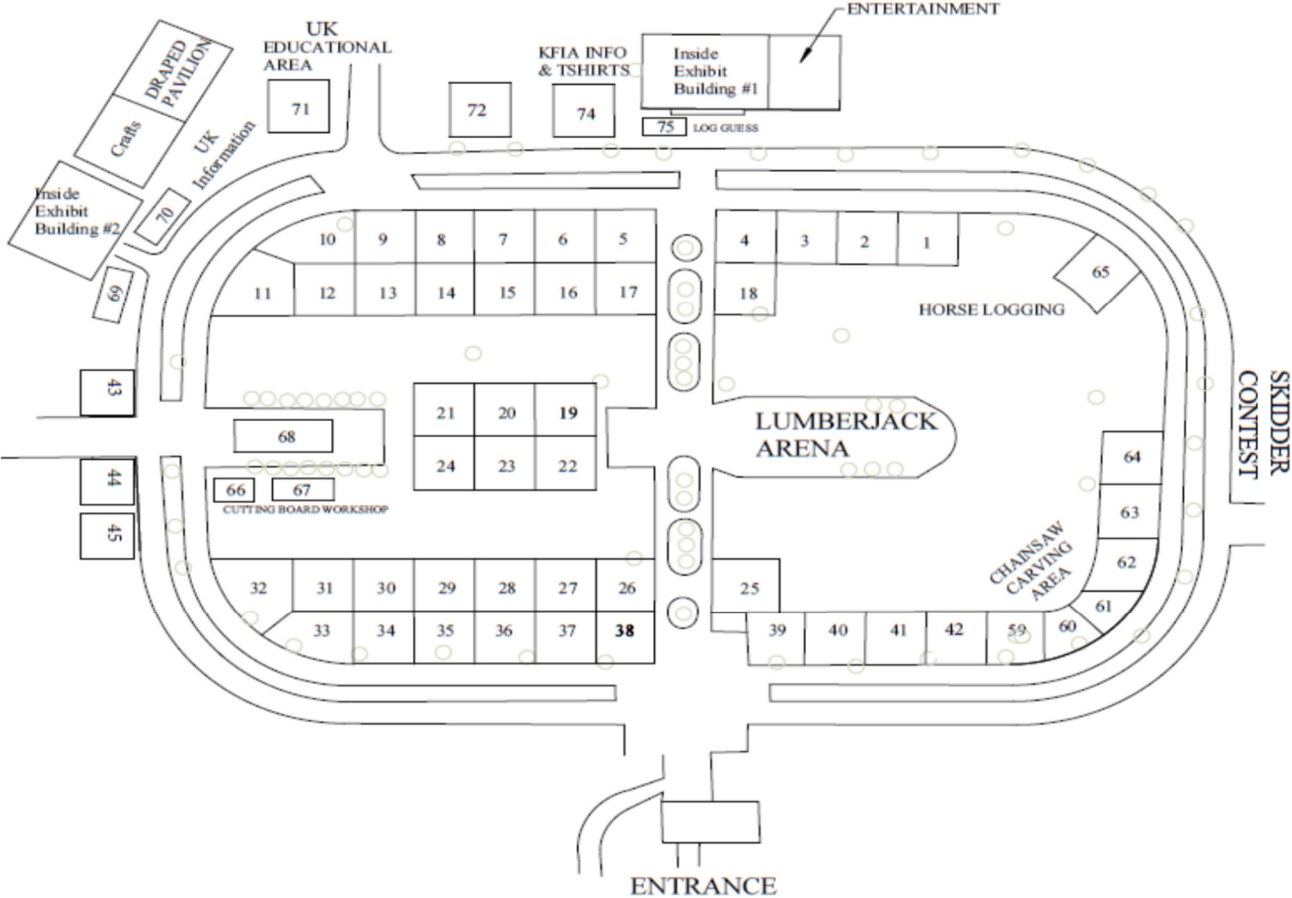 ENTERTAINMENT
UK
EDUCATIONAL
AREA
KFIA INFO
& TSHIRTS
Inside
Exhibit
Building #1
DRAPED
PAVILION
Crafts
UK
Information
71
72
74
75 LOG GUESS
Inside
Exhibit
Building #2
70
69
10 9 8 7 6 5
4 3 2 1
11 12 13 14 15 16 17
18
65
HORSE LOGGING
43
21 20 19
68
24 23 22
LUMBERJACK
ARENA
SKIDDER
CONTEST
44
45
66 67
CUTTING BOARD WORKSHOP
64
63
62
61
CHAINSAW
CARVING
AREA
32 31 30 29 28 27 26
25
33 34 35 36 37 38
39 40 41 42 59 60
ENTRANCE